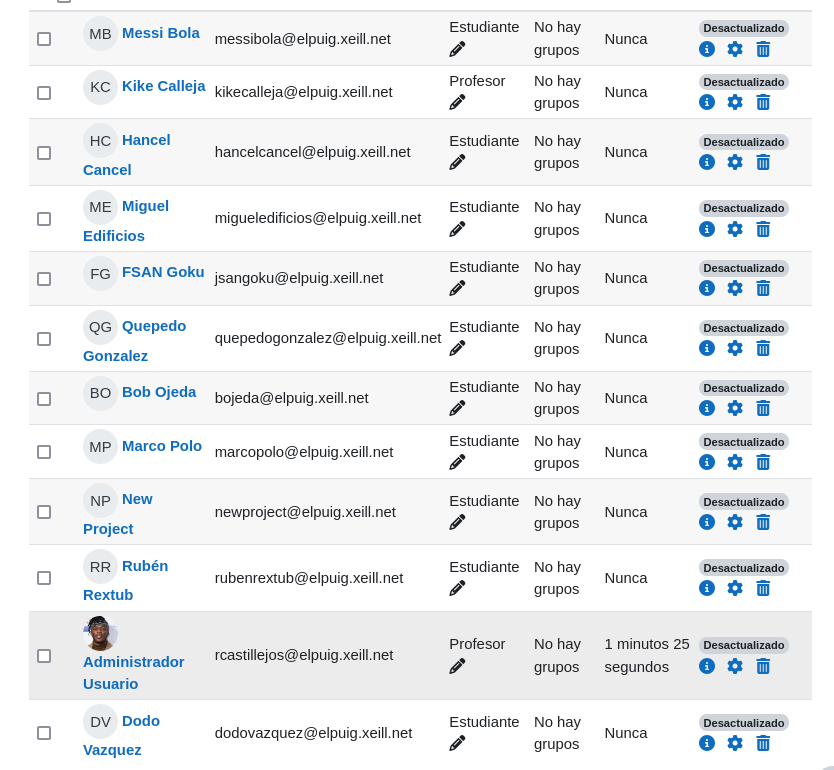 MB Messi Bola messibola@elpuig.xeill.net Estudiante No hay grupos Nunca Desactualizado
KC Kike Calleja kikecalleja@elpuig.xeill.net Profesor No hay grupos Nunca Desactualizado
HC Hancel Cancel hancelcancel@elpuig.xeill.net Estudiante No hay grupos Nunca Desactualizado
ME Miguel Edificios migueledificios@elpuig.xeill.net Estudiante No hay grupos Nunca Desactualizado
FG FSAN Goku jsangoku@elpuig.xeill.net Estudiante No hay grupos Nunca Desactualizado
QG Quepedo Gonzalez quepedogonzalez@elpuig.xeill.net Estudiante No hay grupos Nunca Desactualizado
BO Bob Ojeda bojeda@elpuig.xeill.net Estudiante No hay grupos Nunca Desactualizado
MP Marco Polo marcopolo@elpuig.xeill.net Estudiante No hay grupos Nunca Desactualizado
NP New Project newproject@elpuig.xeill.net Estudiante No hay grupos Nunca Desactualizado
RR Rubén Rextub rubenrextub@elpuig.xeill.net Estudiante No hay grupos Nunca Desactualizado
Administrador Usuario rcastillejos@elpuig.xeill.net Profesor No hay grupos 1 minutos 25 segundos Desactualizado
DV Dodo Vazquez dodovazquez@elpuig.xeill.net Estudiante No hay grupos Nunca Desactualizado